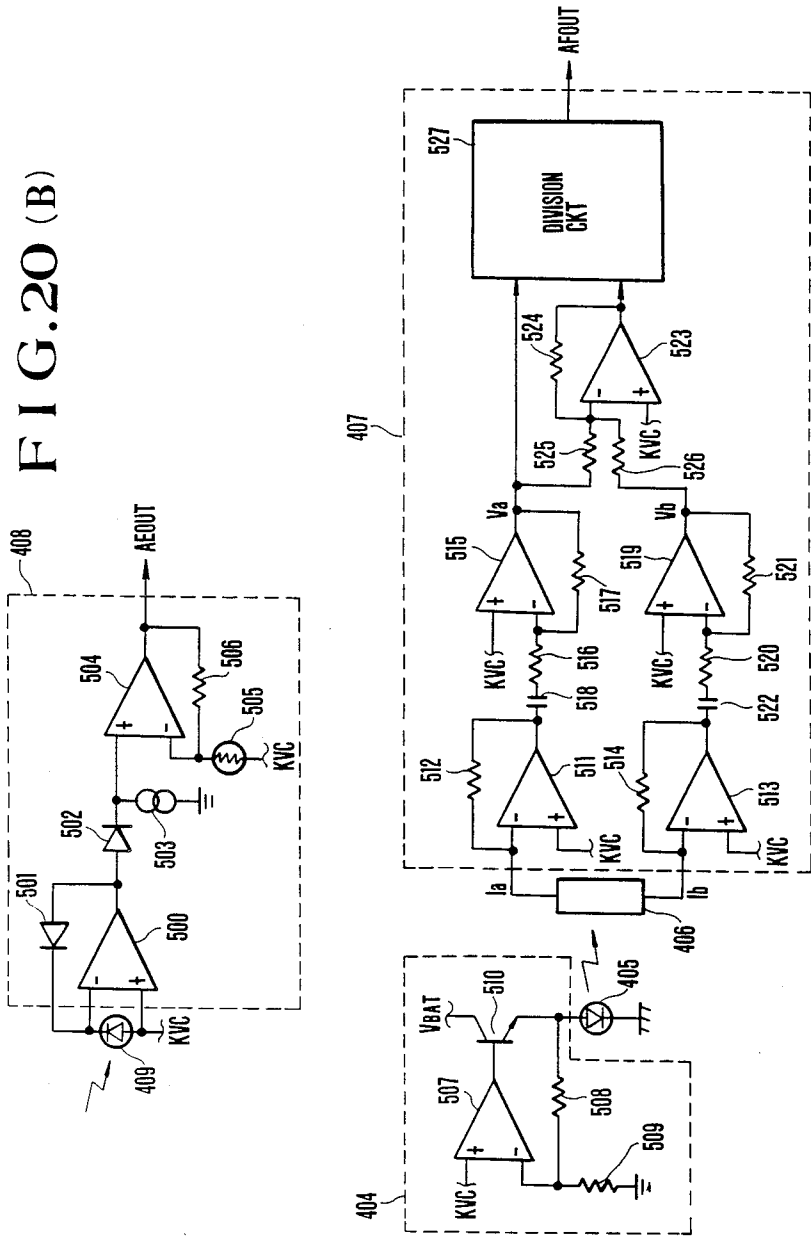 FIG.20 (B)
408
AEOUT
504
506
505
KVC
502
503
501
500
409
KVC
407
AFOUT
527
DIVISION
CKT
524
523
525
526
KVC
Va
Vb
515
517
519
521
KVC
516
518
KVC
520
522
512
511
514
513
KVC
KVC
Ia
Ib
406
404
VBAT
510
405
507
508
509
KVC
+
-
+
-
+
-
+
-
+
-
+
-
+
-
+
-